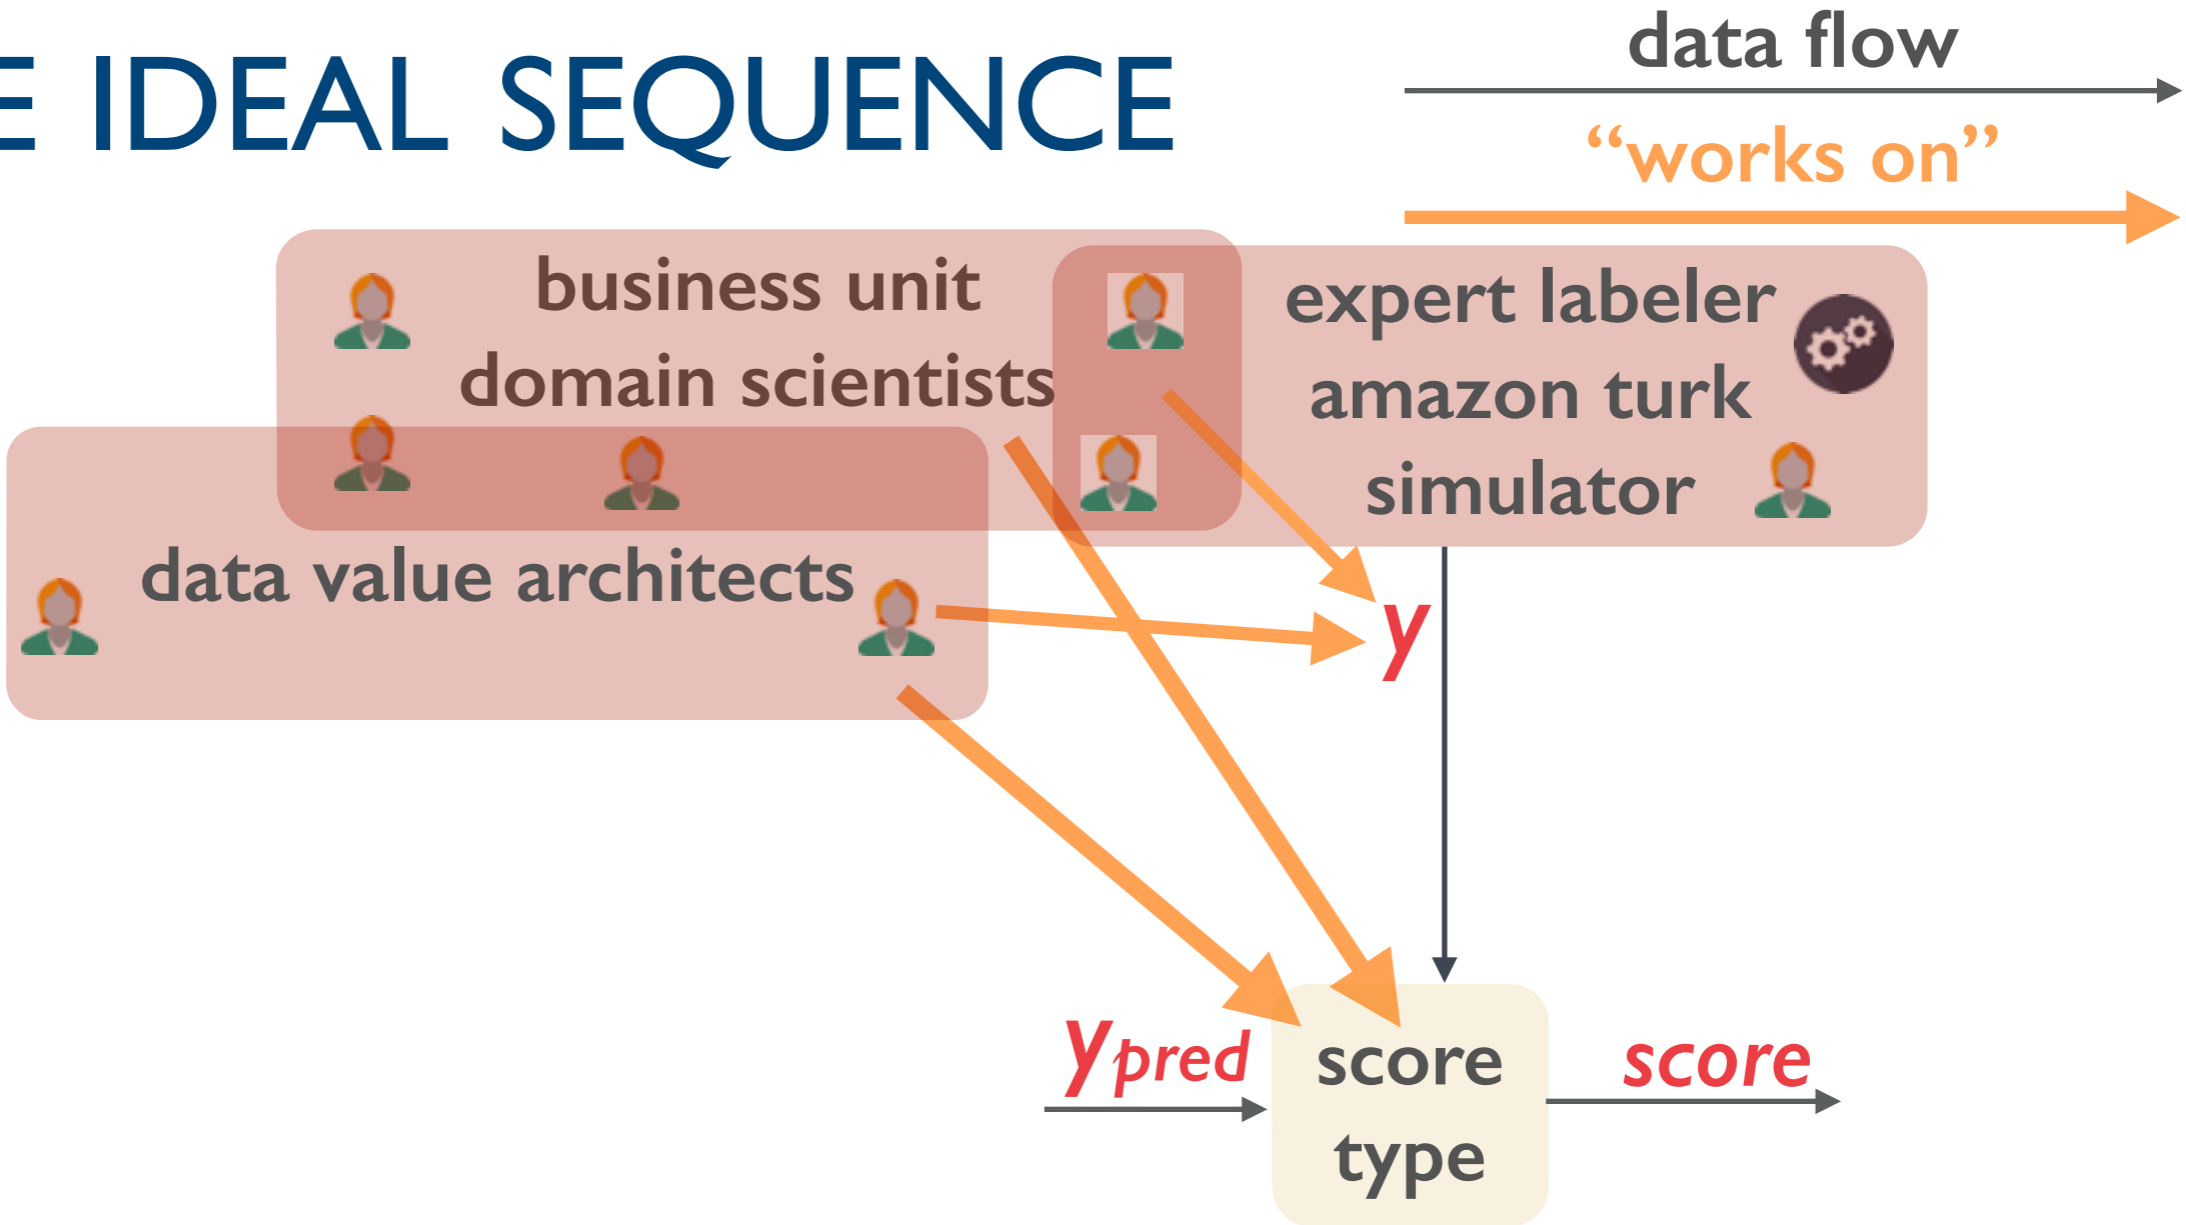 E IDEAL SEQUENCE
data flow
“works on”
business unit
domain scientists
expert labeler
amazon turk
simulator
data value architects
y
ypred
score
type
score